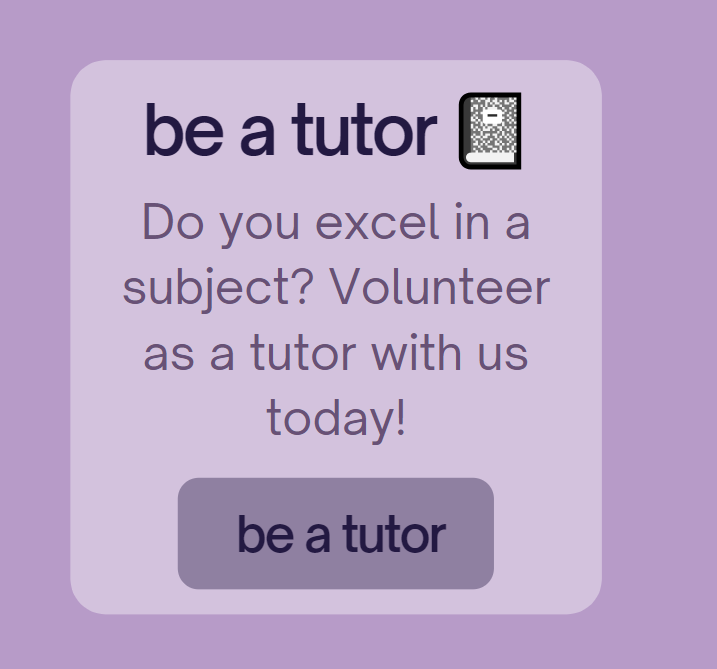 be a tutor
Do you excel in a
subject? Volunteer
as a tutor with us
today!
be a tutor